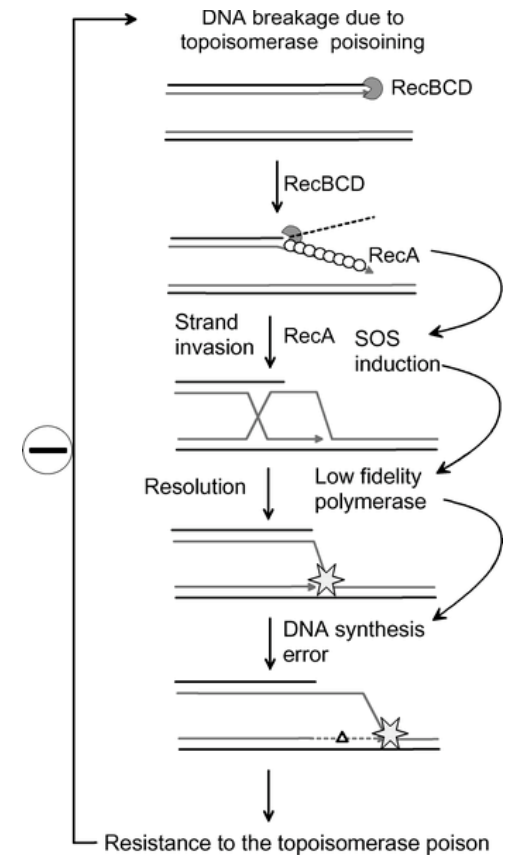 DNA breakage due to
topoisomerase poisoining
RecBCD
RecBCD
RecA
Strand
invasion
RecA
SOS
induction
Resolution
Low fidelity
polymerase
DNA synthesis
error
Resistance to the topoisomerase poison